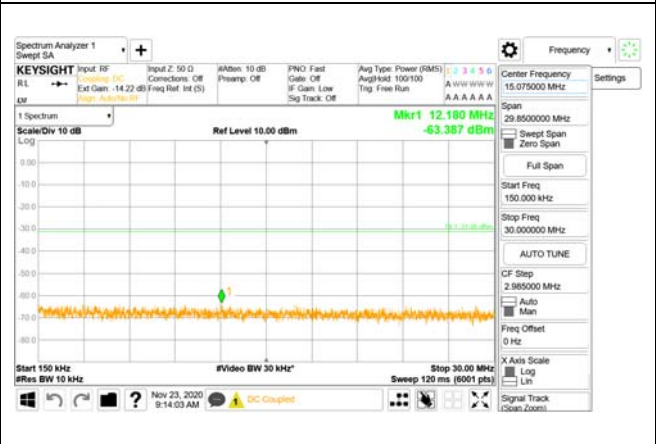 Spectrum Analyzer 1
Swept SA
Frequency
KEYSIGHT
RL
Input: RF
Coupling: DC
Ext Gain: -14.22 dB
Align: Auto/No RF
Input Z: 50 Ω
Corrections: Off
Freq Ref: Int (S)
#Atten: 10 dB
Preamp: Off
PNO: Fast
Gate: Off
IF Gain: Low
Sig Track: Off
Avg Type: Power (RMS)
Avg|Hold: 100/100
Trig: Free Run
1 2 3 4 5 6
A W W W W W
A A A A A A
1 Spectrum
Scale/Div 10 dB
Log
Ref Level 10.00 dBm
Mkr1 12.180 MHz
-63.387 dBm
0.00
-10.0
-20.0
-30.0
-40.0
-50.0
-60.0
-70.0
-80.0
1
Start 150 kHz
#Res BW 10 kHz
#Video BW 30 kHz*
Stop 30.00 MHz
Sweep 120 ms (6001 pts)
Nov 23, 2020
9:14:03 AM
DC Coupled
Center Frequency
15.075000 MHz
Settings
Span
29.8500000 MHz
Swept Span
Zero Span
Full Span
Start Freq
150.000 kHz
Stop Freq
30.000000 MHz
AUTO TUNE
CF Step
2.985000 MHz
Auto
Man
Freq Offset
0 Hz
X Axis Scale
Log
Lin
Signal Track
(Span Zoom)